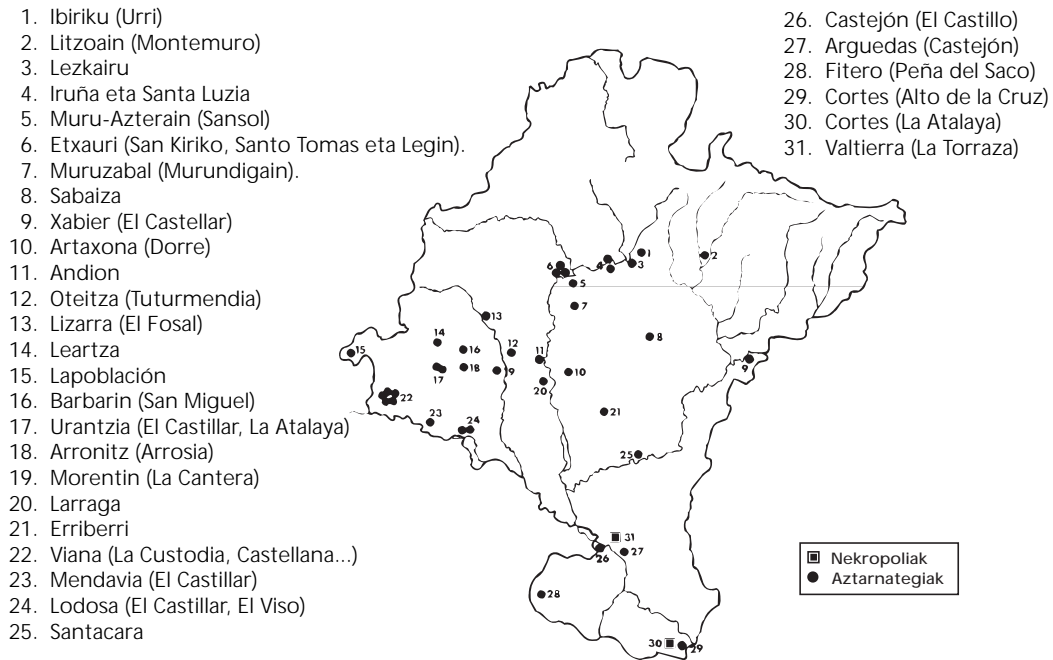 1. Ibiriku (Urri)
2. Litzoain (Montemuro)
3. Lezkairu
4. Iruña eta Santa Luzia
5. Muru-Azterain (Sansol)
6. Etxauri (San Kiriko, Santo Tomas eta Legin).
7. Muruzabal (Murundigain).
8. Sabaiza
9. Xabier (El Castellar)
10. Artaxona (Dorre)
11. Andion
12. Oteitza (Tuturmendia)
13. Lizarra (El Fosal)
14. Leartza
15. Lapoblación
16. Barbarin (San Miguel)
17. Urantzia (El Castillar, La Atalaya)
18. Arronitz (Arrosia)
19. Morentin (La Cantera)
20. Larraga
21. Erriberri
22. Viana (La Custodia, Castellana...)
23. Mendavia (El Castillar)
24. Lodosa (El Castillar, El Viso)
25. Santacara
26. Castejón (El Castillo)
27. Arguedas (Castejón)
28. Fitero (Peña del Saco)
29. Cortes (Alto de la Cruz)
30. Cortes (La Atalaya)
31. Valtierra (La Torraza)
1
2
3
4
5
6
7
8
9
10
11
12
13
14
15
16
17
18
19
20
21
22
23
24
25
26
27
28
29
30
31
Nekropoliak
Aztarnategiak